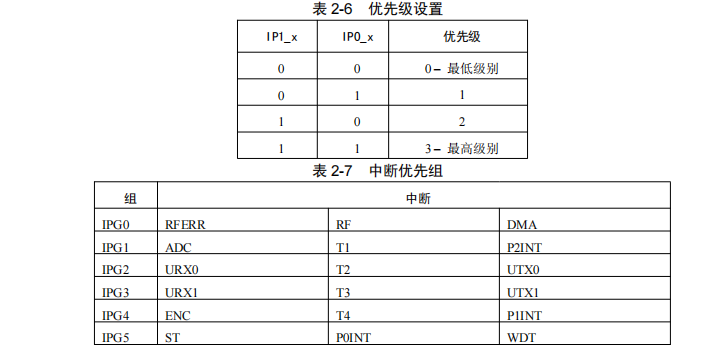 表 2-6 优先级设置
IP1_x IP0_x 优先级
0 0 0– 最低级别
0 1 1
1 0 2
1 1 3– 最高级别
表 2-7 中断优先组
组 中断
IPG0 RFERR RF DMA
IPG1 ADC T1 P2INT
IPG2 URX0 T2 UTX0
IPG3 URX1 T3 UTX1
IPG4 ENC T4 P1INT
IPG5 ST P0INT WDT